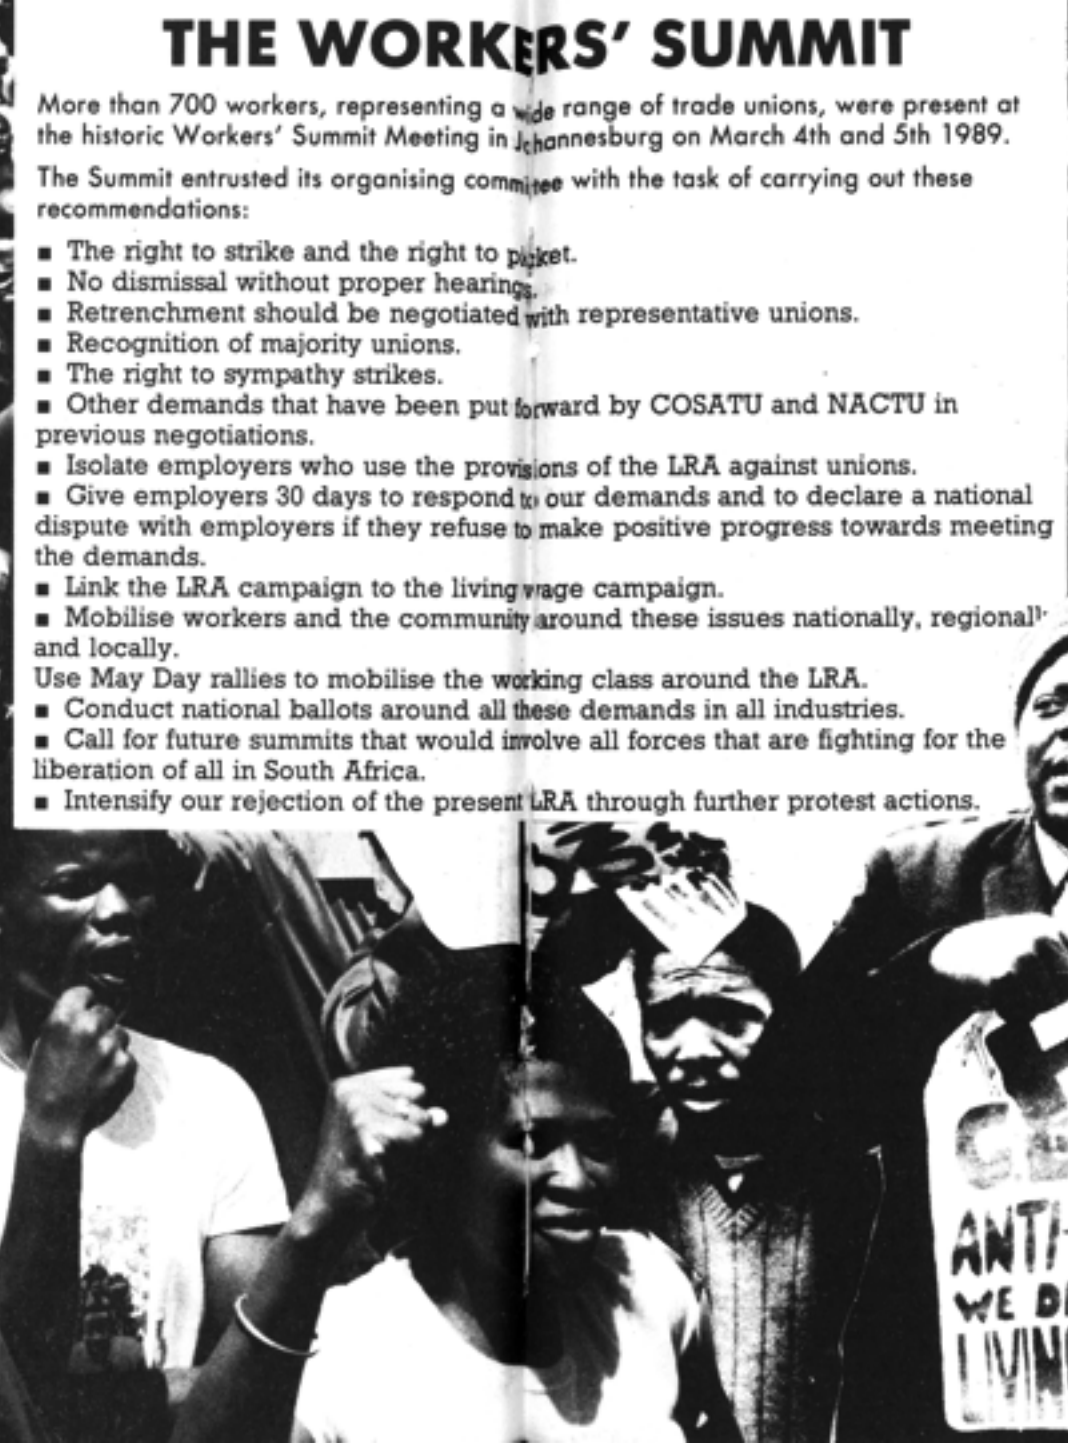 THE WORKERS' SUMMIT
More than 700 workers, representing a wide range of trade unions, were present at
the historic Workers' Summit Meeting in Johannesburg on March 4th and 5th 1989.
The Summit entrusted its organising committee with the task of carrying out these
recommendations:
■ The right to strike and the right to picket.
■ No dismissal without proper hearings.
■ Retrenchment should be negotiated with representative unions.
■ Recognition of majority unions.
■ The right to sympathy strikes.
■ Other demands that have been put forward by COSATU and NACTU in
previous negotiations.
■ Isolate employers who use the provisions of the LRA against unions.
■ Give employers 30 days to respond to our demands and to declare a national
dispute with employers if they refuse to make positive progress towards meeting
the demands.
■ Link the LRA campaign to the living wage campaign.
■ Mobilise workers and the community around these issues nationally, regionally
and locally.
Use May Day rallies to mobilise the working class around the LRA.
■ Conduct national ballots around all these demands in all industries.
■ Call for future summits that would involve all forces that are fighting for the
liberation of all in South Africa.
■ Intensify our rejection of the present LRA through further protest actions.
ANTI-
WE